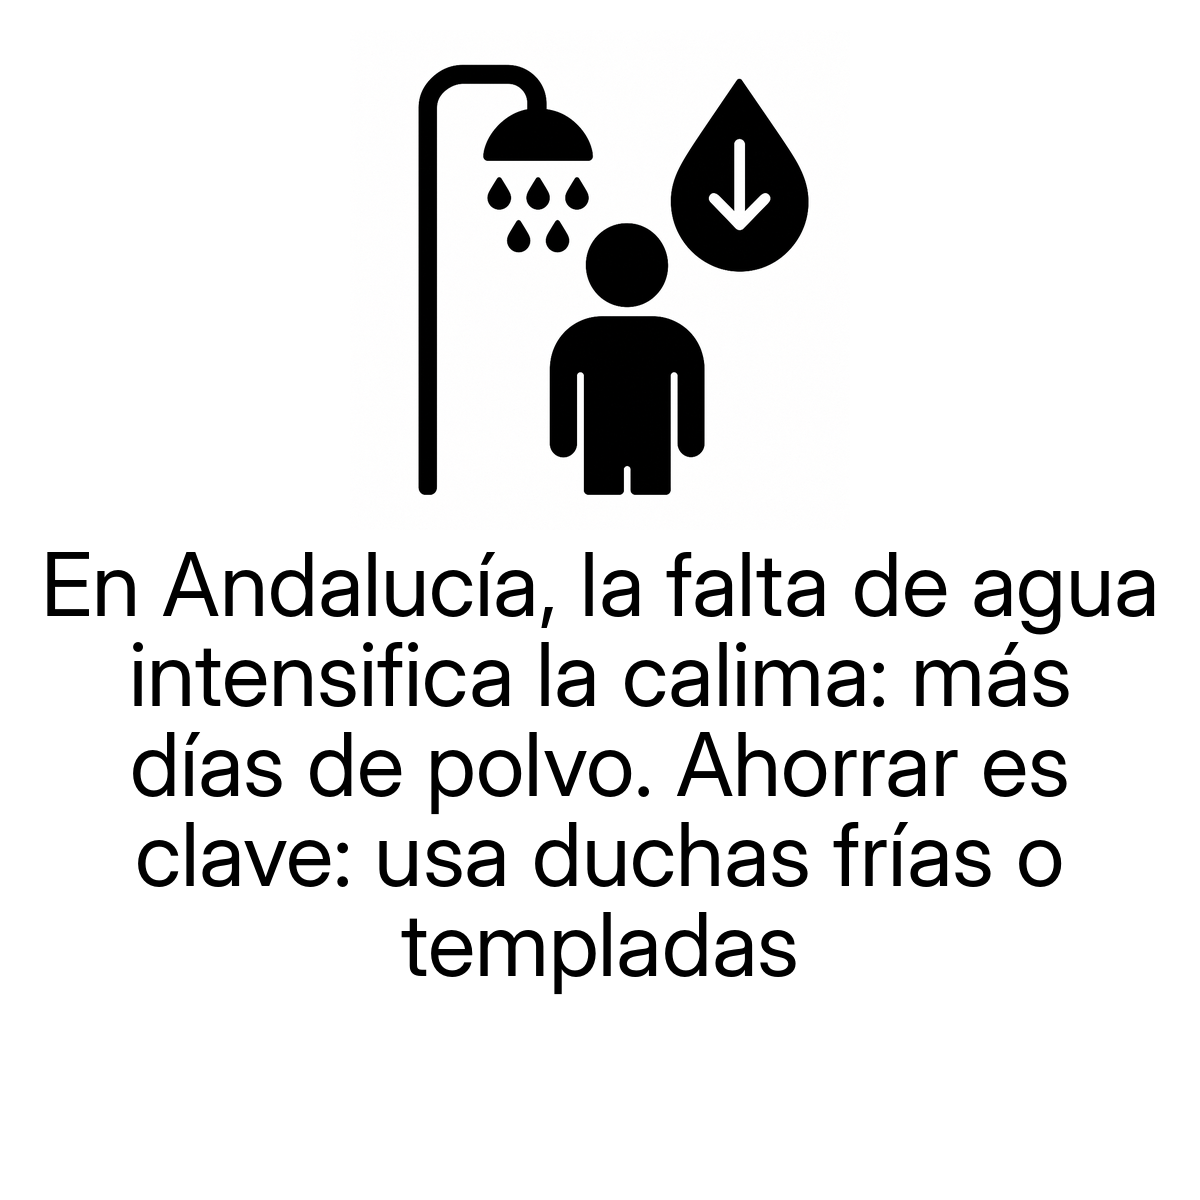 En Andalucía, la falta de agua
intensifica la calima: más
días de polvo. Ahorrar es
clave: usa duchas frías o
templadas